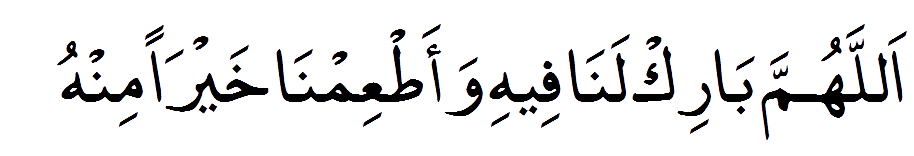 اَللَّهُمَّ بَارِكْ لَنَا فِيهِ وَ أَطْعِمْنَا خَيْرَاً مِنْهُ